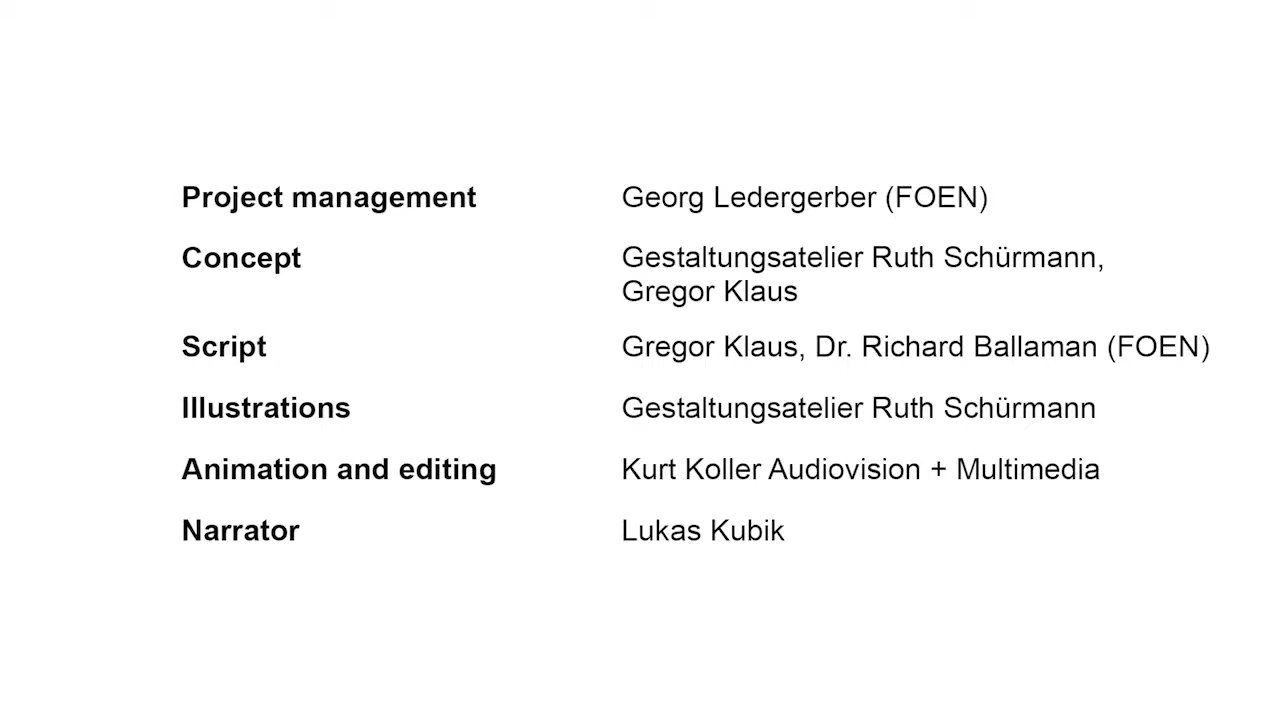 Project management Georg Ledergerber (FOEN)
Concept Gestaltungsatelier Ruth Schürmann,
Gregor Klaus
Script Gregor Klaus, Dr. Richard Ballaman (FOEN)
Illustrations Gestaltungsatelier Ruth Schürmann
Animation and editing Kurt Koller Audiovision + Multimedia
Narrator Lukas Kubik